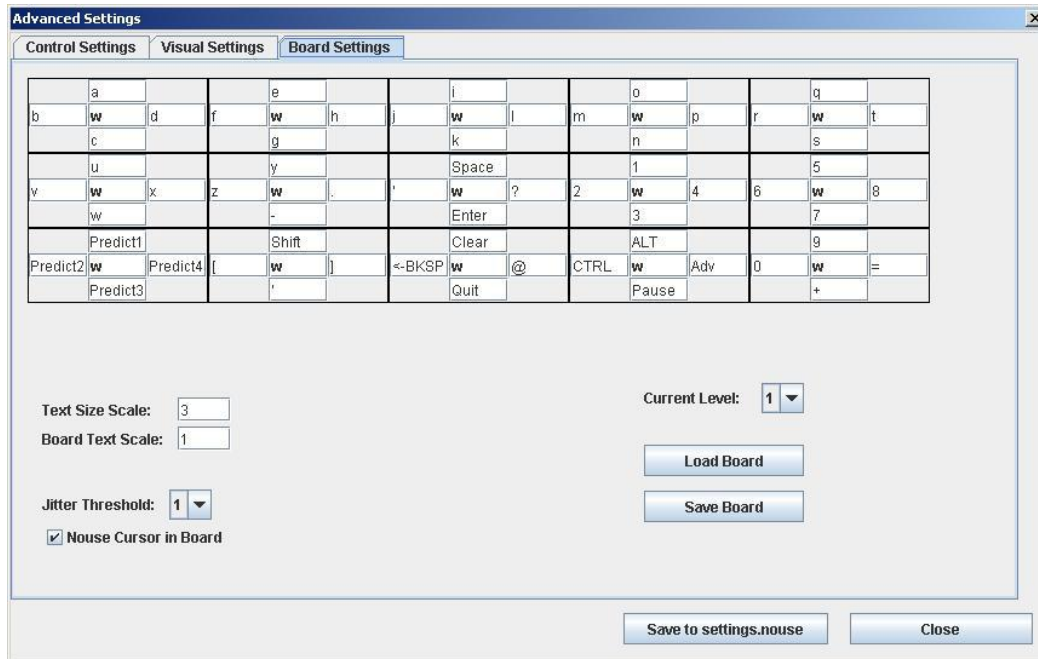 Advanced Settings
Control Settings Visual Settings Board Settings
a e i o q
b w d f w h j w l m w p r w t
c g k n s
u y Space 1 5
v w x z w . ' w ? 2 w 4 6 w 8
w - Enter 3 7
Predict1 Shift Clear ALT 9
Predict2 w Predict4 [ w ] <-BKSP w @ CTRL w Adv 0 w =
Predict3 ' Quit Pause +
Text Size Scale: 3
Current Level: 1
Board Text Scale: 1
Load Board
Jitter Threshold: 1
Save Board
Nouse Cursor in Board
Save to settings.nouse Close